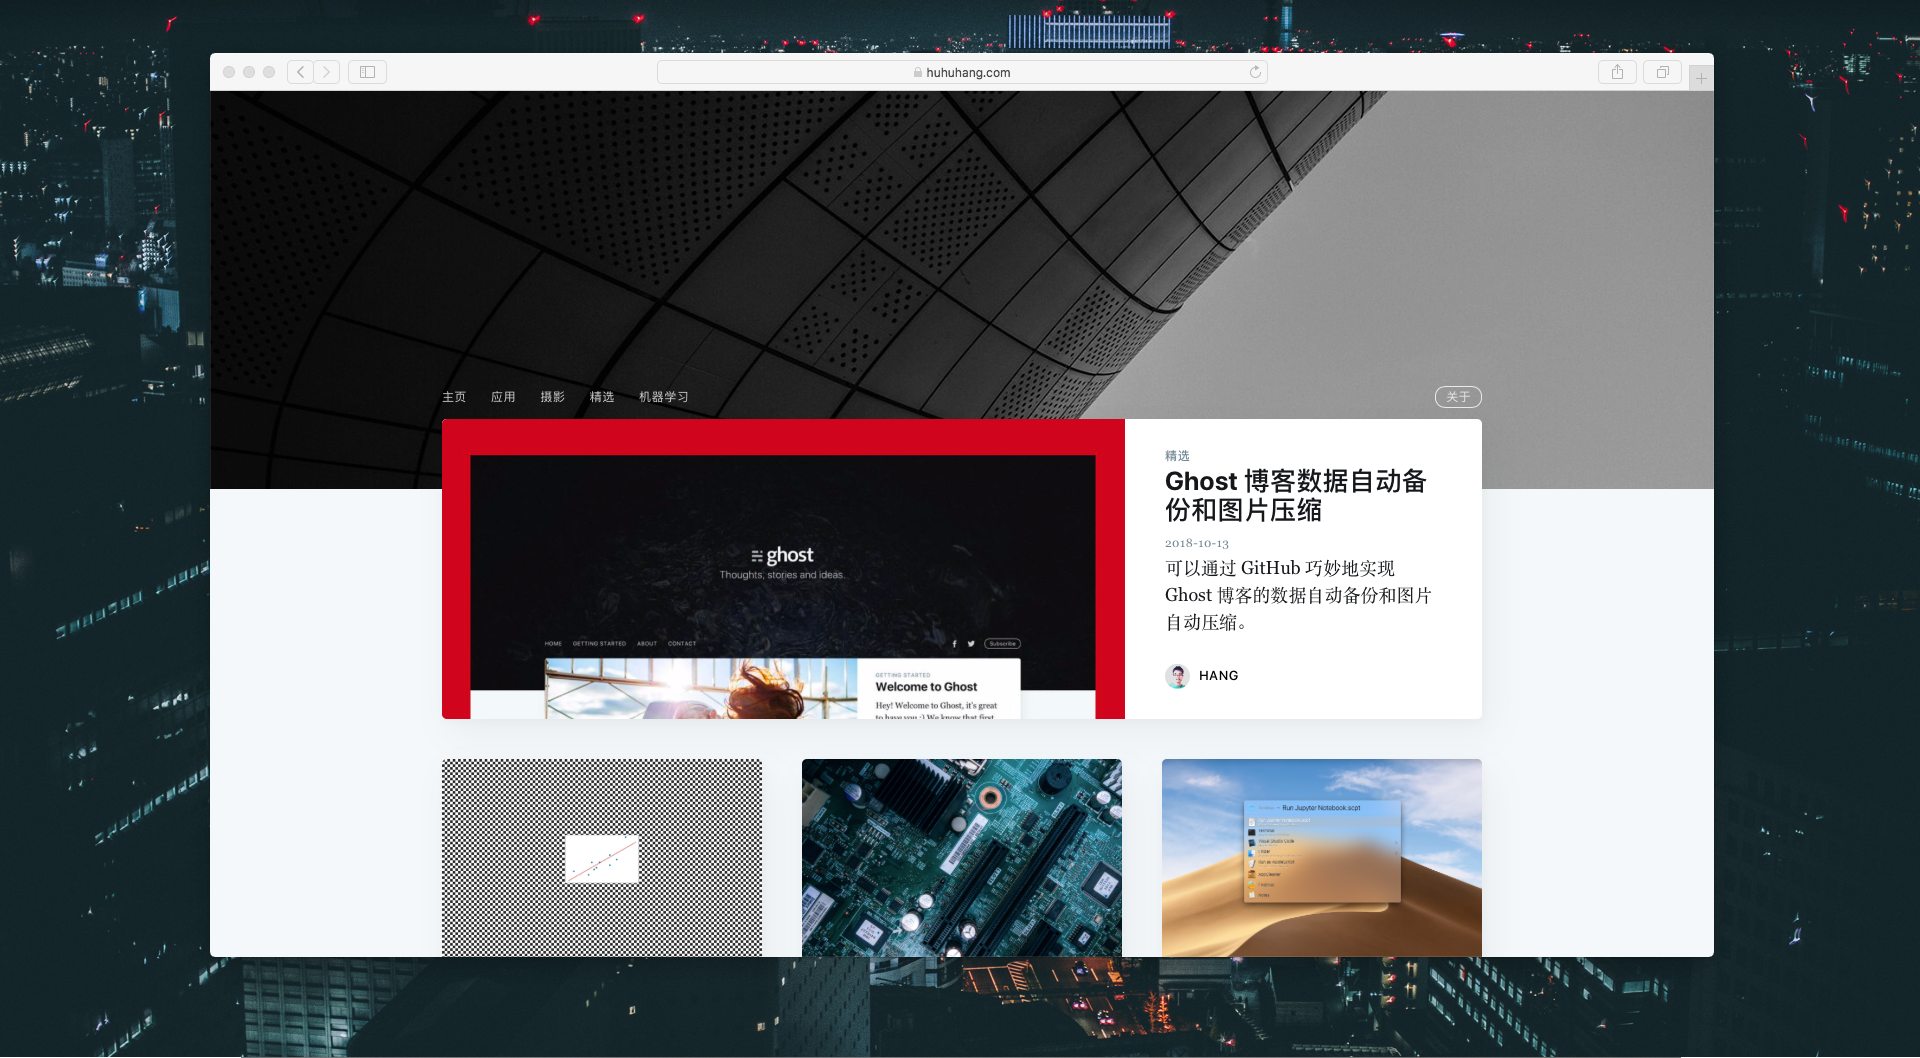 huhuhang.com
主页 应用 摄影 精选 机器学习
关于
ghost
Thoughts, stories and ideas.
HOME GETTING STARTED ABOUT CONTACT
Subscribe
GETTING STARTED
Welcome to Ghost
Hey! Welcome to Ghost, it's great
to have you :) We know that first
精选
Ghost 博客数据自动备
份和图片压缩
2018-10-13
可以通过 GitHub 巧妙地实现
Ghost 博客的数据自动备份和图片
自动压缩。
HANG
Run Jupyter Notebook.scpt
Visual Studio Code